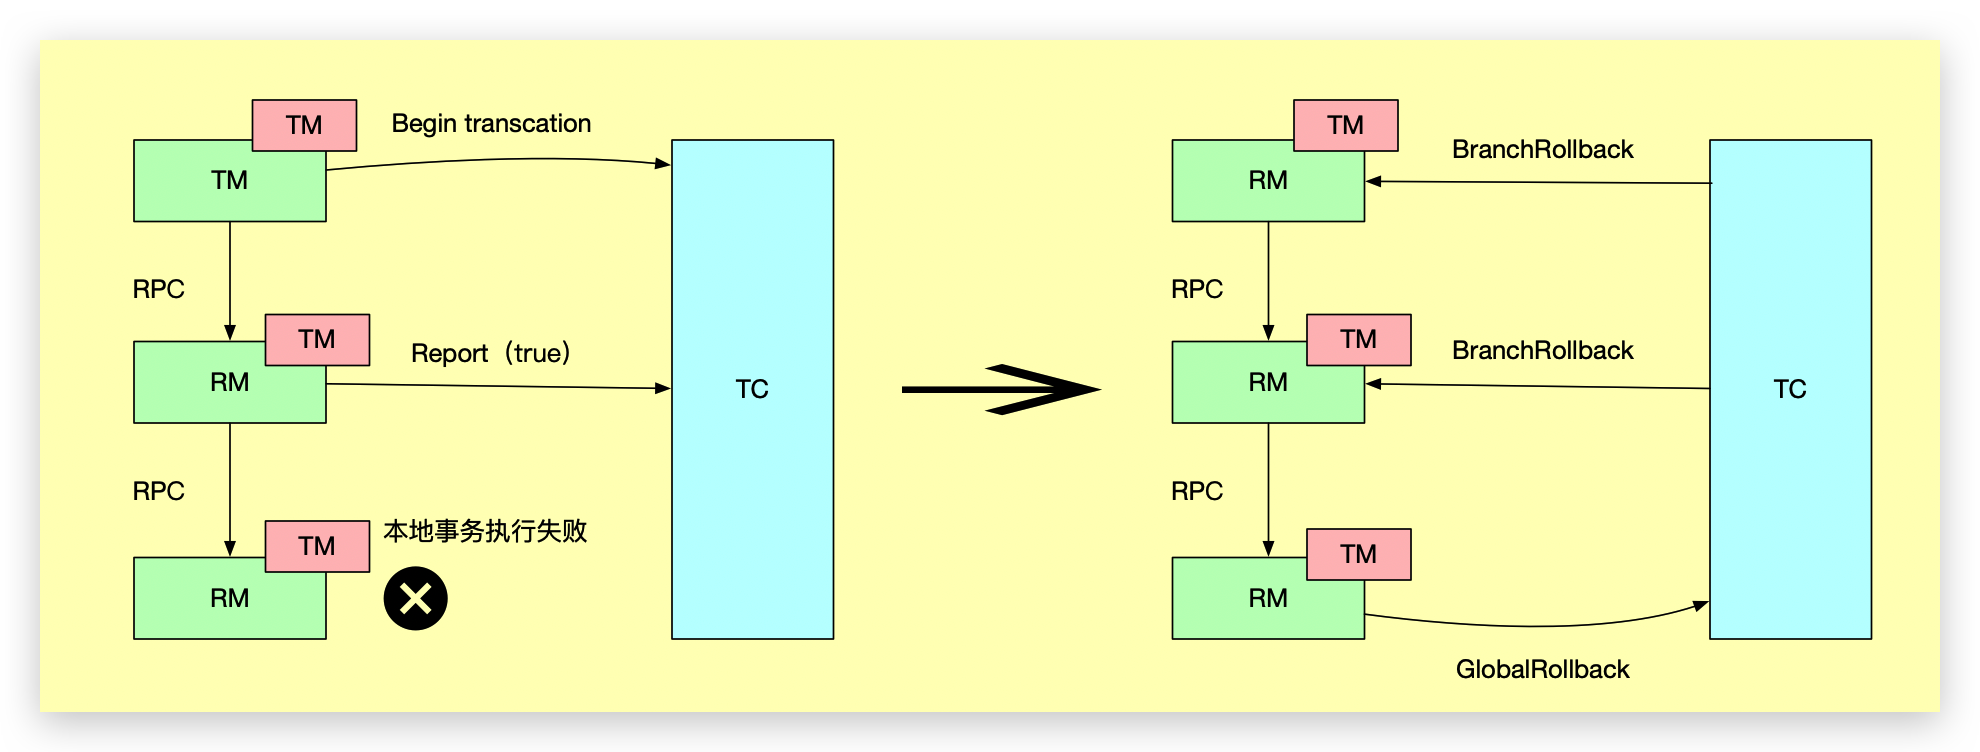 TM
Begin transcation
TM
RPC
TM
Report（true）
RM
RPC
TM
本地事务执行失败
RM
TC
TM
BranchRollback
RM
RPC
TM
BranchRollback
RM
RPC
TM
RM
GlobalRollback
TC